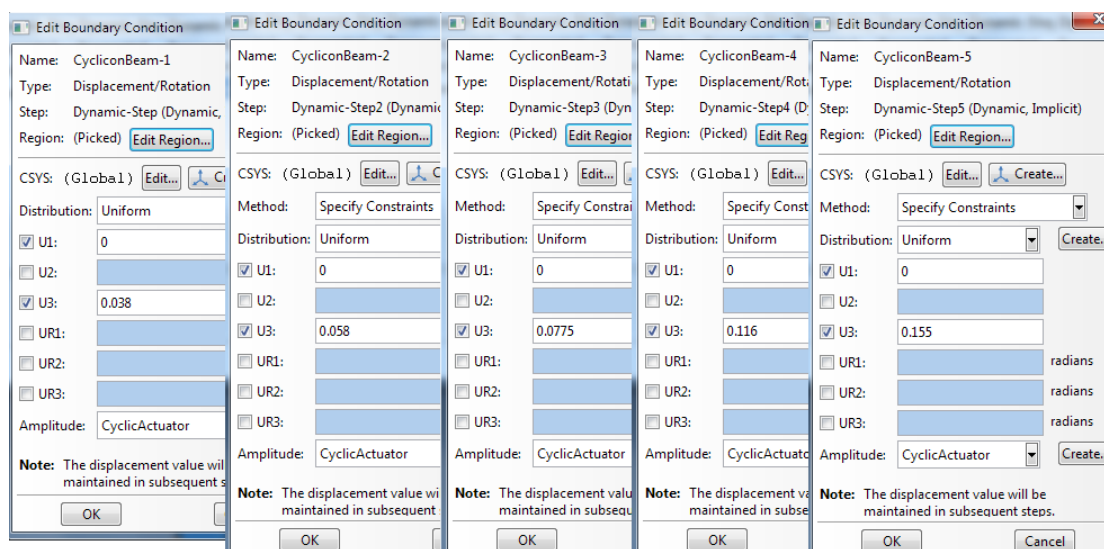 Edit Boundary Condition
Name: CycliconBeam-1
Type: Displacement/Rotation
Step: Dynamic-Step (Dynamic,
Region: (Picked) Edit Region...
CSYS: (Global) Edit...
Distribution: Uniform
U1: 0
U2:
U3: 0.038
UR1:
UR2:
UR3:
Amplitude: CyclicActuator
Note: The displacement value wil
maintained in subsequent s
OK
Edit Boundary Condition
Name: CycliconBeam-2
Type: Displacement/Rotation
Step: Dynamic-Step2 (Dynamic
Region: (Picked) Edit Region...
CSYS: (Global) Edit...
Method: Specify Constraints
Distribution: Uniform
U1: 0
U2:
U3: 0.058
UR1:
UR2:
UR3:
Amplitude: CyclicActuator
Note: The displacement value wi
maintained in subsequent
OK
Edit Boundary Condition
Name: CycliconBeam-3
Type: Displacement/Rotati
Step: Dynamic-Step3 (Dyn
Region: (Picked) Edit Region
CSYS: (Global) Edit...
Method: Specify Constrai
Distribution: Uniform
U1: 0
U2:
U3: 0.0775
UR1:
UR2:
UR3:
Amplitude: CyclicActuator
Note: The displacement valu
maintained in subsequ
OK
Edit Boundary Condition
Name: CycliconBeam-4
Type: Displacement/Rota
Step: Dynamic-Step4 (D
Region: (Picked) Edit Reg
CSYS: (Global) Edit...
Method: Specify Const
Distribution: Uniform
U1: 0
U2:
U3: 0.116
UR1:
UR2:
UR3:
Amplitude: CyclicActuato
Note: The displacement va
maintained in subse
OK
Edit Boundary Condition
Name: CycliconBeam-5
Type: Displacement/Rotation
Step: Dynamic-Step5 (Dynamic, Implicit)
Region: (Picked) Edit Region...
CSYS: (Global) Edit... Create...
Method: Specify Constraints
Distribution: Uniform Create..
U1: 0
U2:
U3: 0.155
UR1: radians
UR2: radians
UR3: radians
Amplitude: CyclicActuator Create..
Note: The displacement value will be
maintained in subsequent steps.
OK Cancel